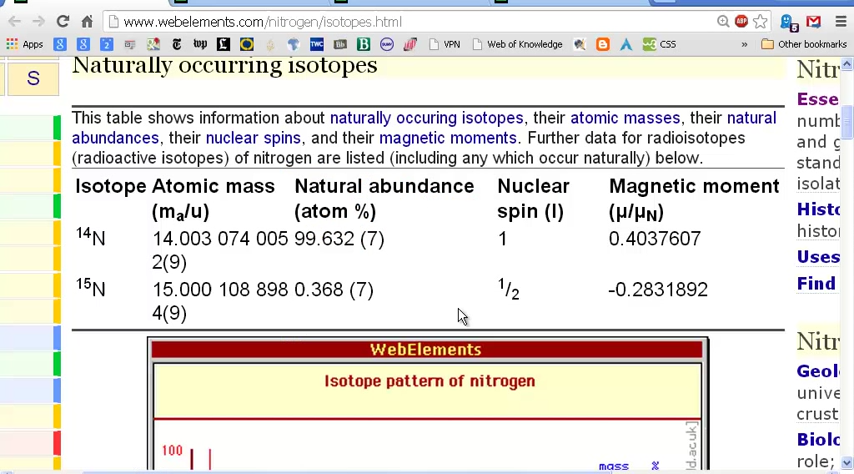 www.webelements.com/nitrogen/isotopes.html
Apps VPN Web of Knowledge CSS » Other bookmarks
S
Naturally occurring isotopes
This table shows information about naturally occuring isotopes, their atomic masses, their natural
abundances, their nuclear spins, and their magnetic moments. Further data for radioisotopes
(radioactive isotopes) of nitrogen are listed (including any which occur naturally) below.
Isotope Atomic mass Natural abundance Nuclear Magnetic moment
(ma/u) (atom %) spin (I) (μ/μN)
14N 14.003 074 005 99.632 (7) 1 0.4037607
2(9)
15N 15.000 108 898 0.368 (7) 1/2 -0.2831892
4(9)
WebElements
Isotope pattern of nitrogen
100
mass %
ld.ac.uk]
Nitr
Esse
numb
and g
stand
isolat
Histo
histor
Uses
Find
Nitr
Geol
unive
crust
Biolo
role;